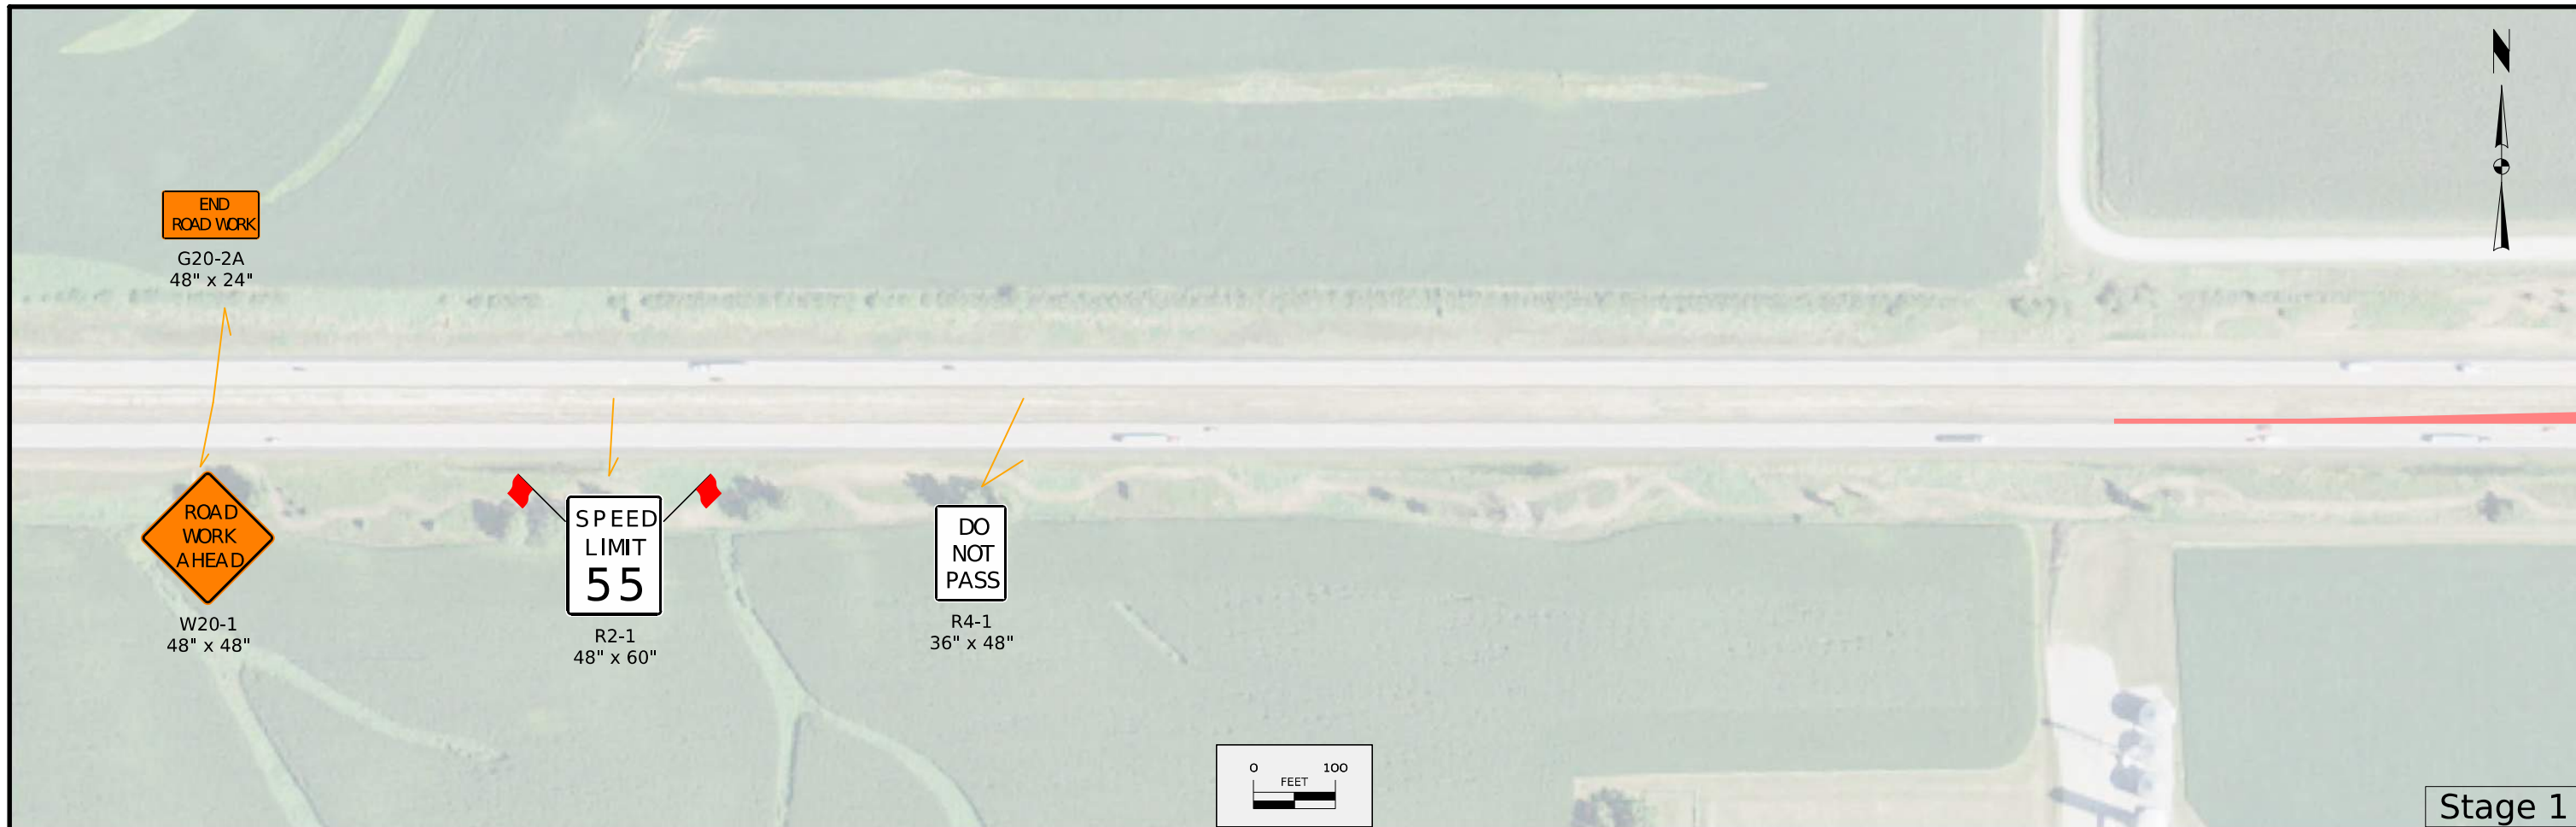 N
END
ROAD WORK
G20-2A
48" x 24"
ROAD
WORK
AHEAD
W20-1
48" x 48"
SPEED
LIMIT
55
R2-1
48" x 60"
DO
NOT
PASS
R4-1
36" x 48"
0 100
FEET
Stage 1